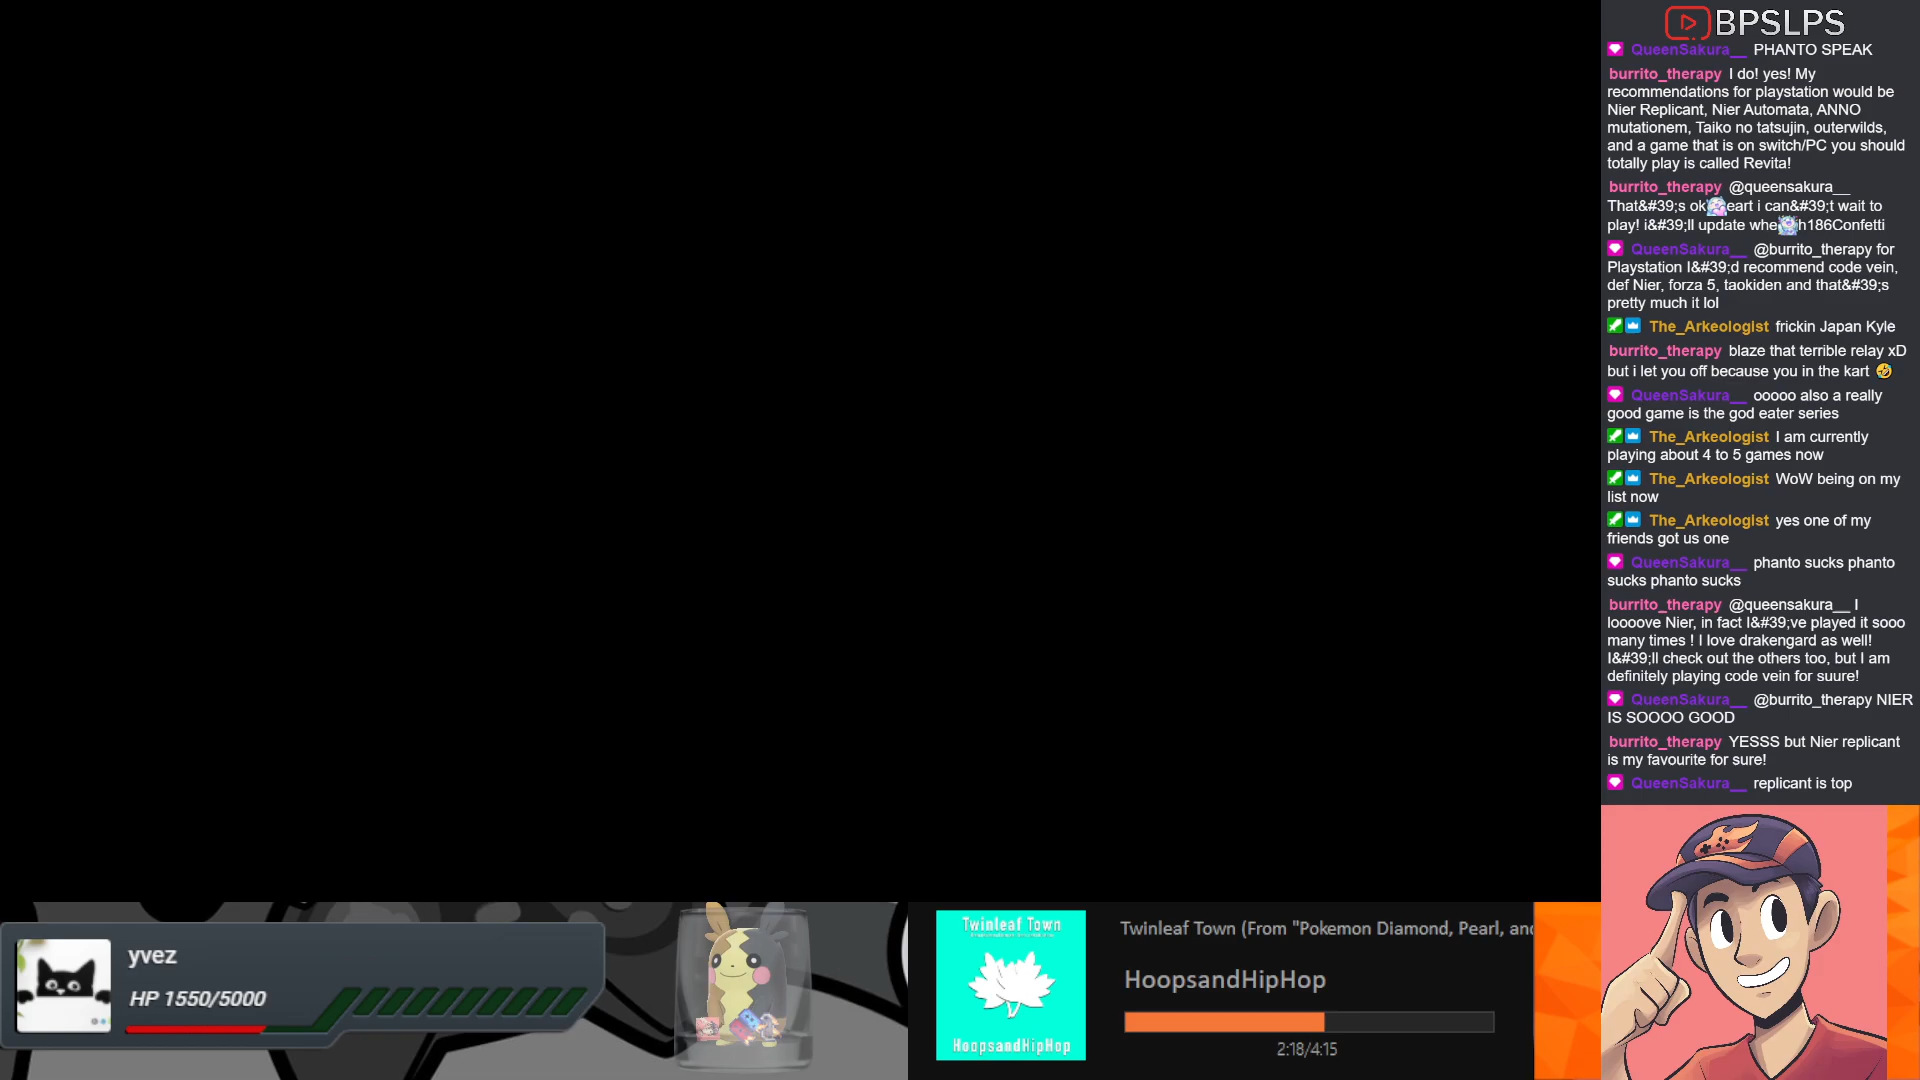 BPSLPS
QueenSakura__ PHANTO SPEAK
burrito_therapy I do! yes! My
recommendations for playstation would be
Nier Replicant, Nier Automata, ANNO
mutationem, Taiko no tatsujin, outerwilds,
and a game that is on switch/PC you should
totally play is called Revita!
burrito_therapy @queensakura__
That&#39;s ok eart i can&#39;t wait to
play! i&#39;ll update whe h186Confetti
QueenSakura__ @burrito_therapy for
Playstation I&#39;d recommend code vein,
def Nier, forza 5, taokiden and that&#39;s
pretty much it lol
The_Arkeologist frickin Japan Kyle
burrito_therapy blaze that terrible relay xD
but i let you off because you in the kart 🤣
QueenSakura__ ooooo also a really
good game is the god eater series
The_Arkeologist I am currently
playing about 4 to 5 games now
The_Arkeologist WoW being on my
list now
The_Arkeologist yes one of my
friends got us one
QueenSakura__ phanto sucks phanto
sucks phanto sucks
burrito_therapy @queensakura__ I
loooove Nier, in fact I&#39;ve played it sooo
many times ! I love drakengard as well!
I&#39;ll check out the others too, but I am
definitely playing code vein for suure!
QueenSakura__ @burrito_therapy NIER
IS SOOOO GOOD
burrito_therapy YESSS but Nier replicant
is my favourite for sure!
QueenSakura__ replicant is top
yvez
HP 1550/5000
Twinleaf Town
HoopsandHipHop
Twinleaf Town (From "Pokemon Diamond, Pearl, and
HoopsandHipHop
2:18/4:15